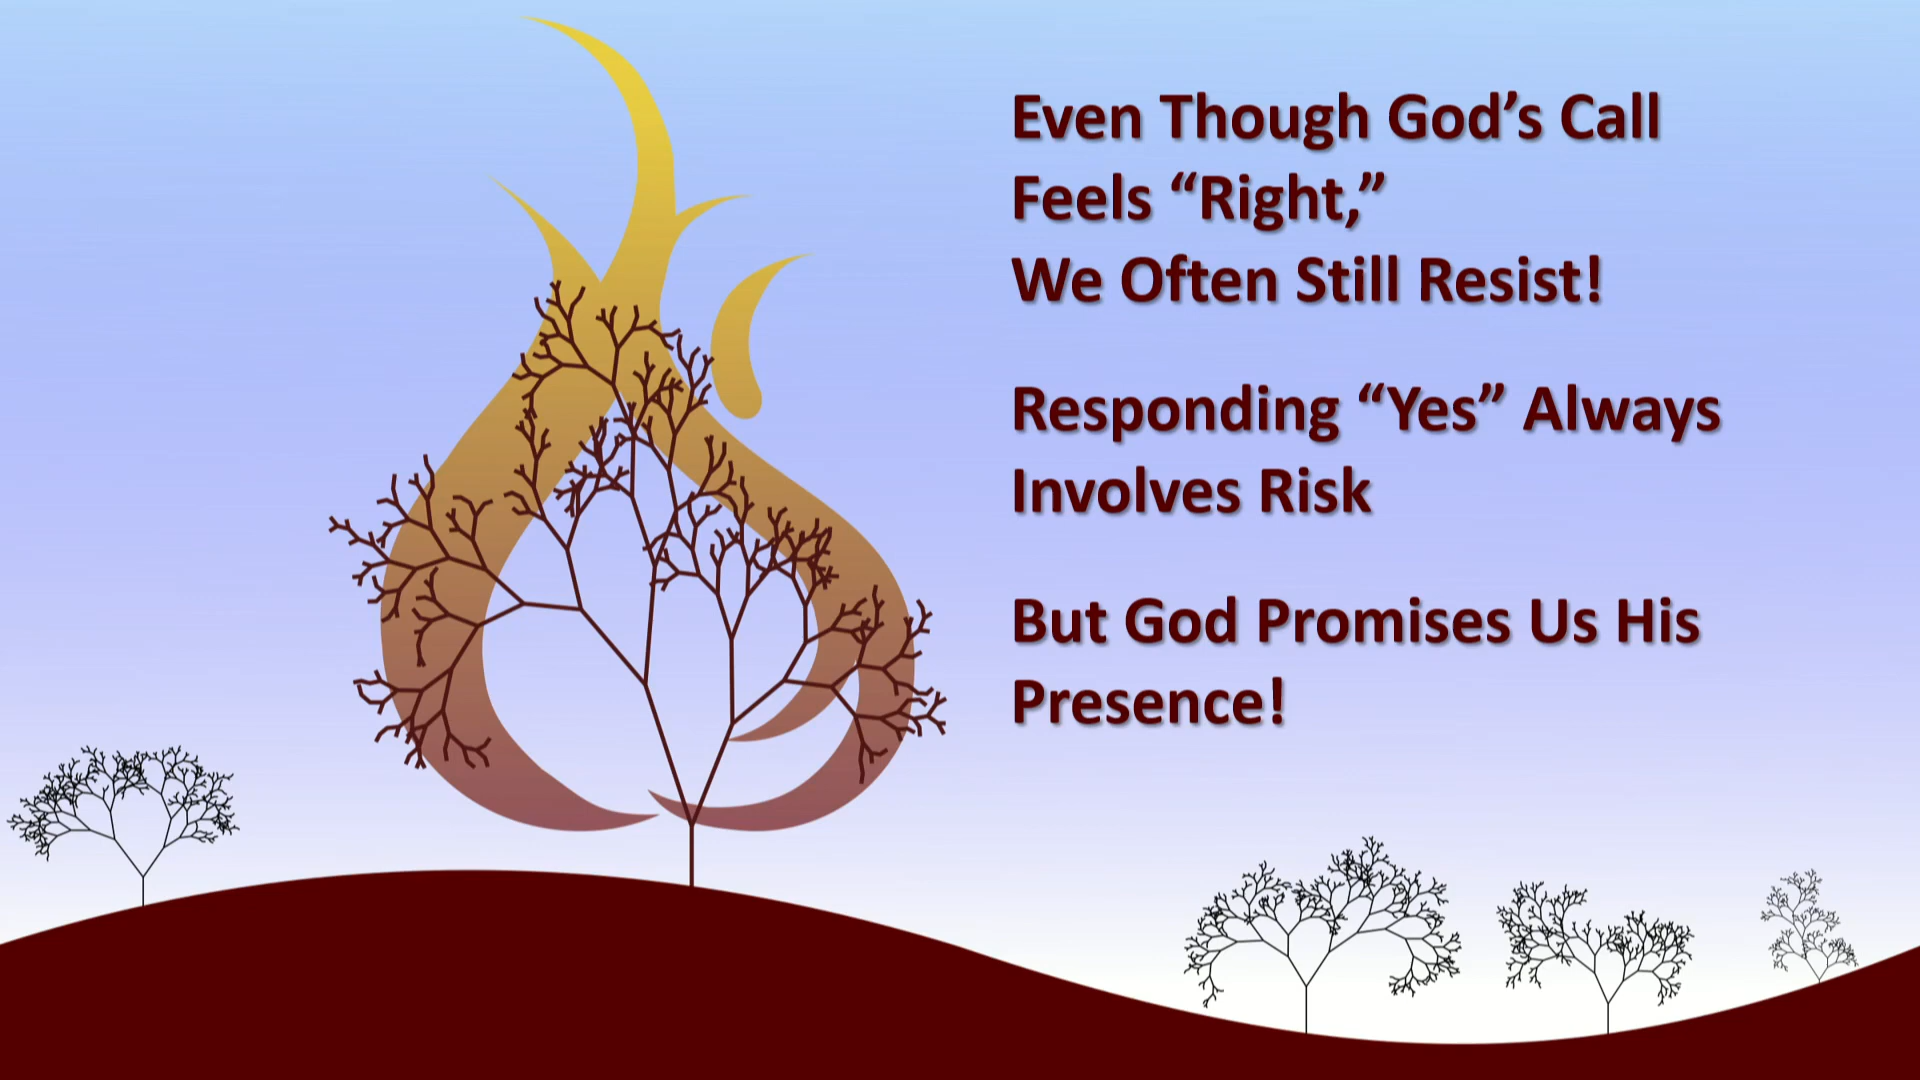 Even Though God’s Call
Feels “Right,”
We Often Still Resist!
Responding “Yes” Always
Involves Risk
But God Promises Us His
Presence!